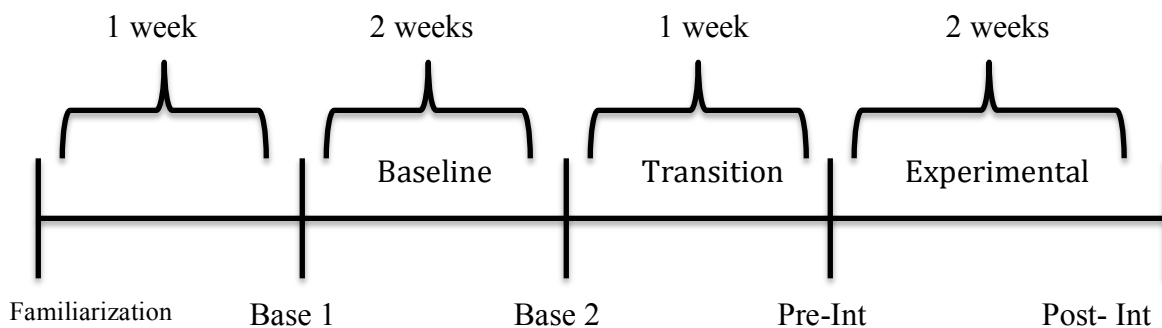 1 week 2 weeks 1 week 2 weeks
Baseline Transition Experimental
Familiarization Base 1 Base 2 Pre-Int Post- Int